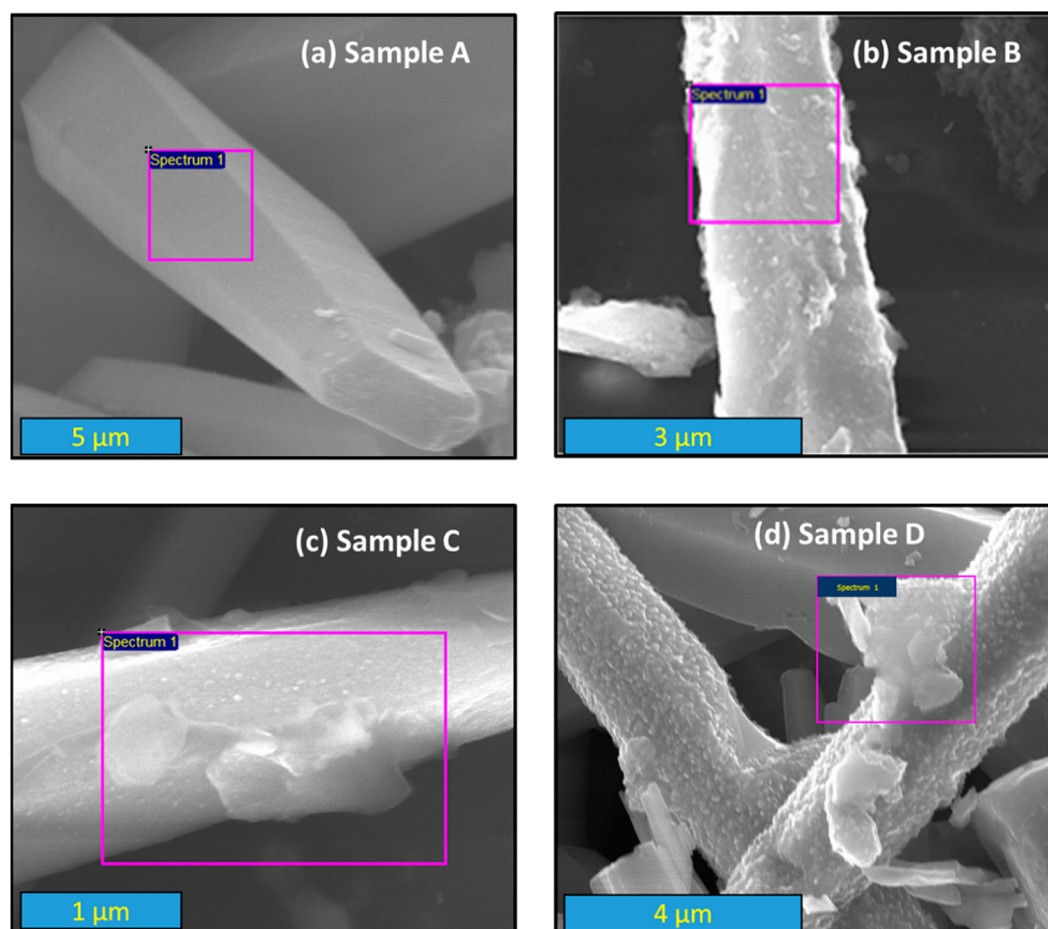 (a) Sample A
Spectrum 1
5 μm
(b) Sample B
Spectrum 1
3 μm
(c) Sample C
Spectrum 1
1 μm
(d) Sample D
Spectrum 1
4 μm